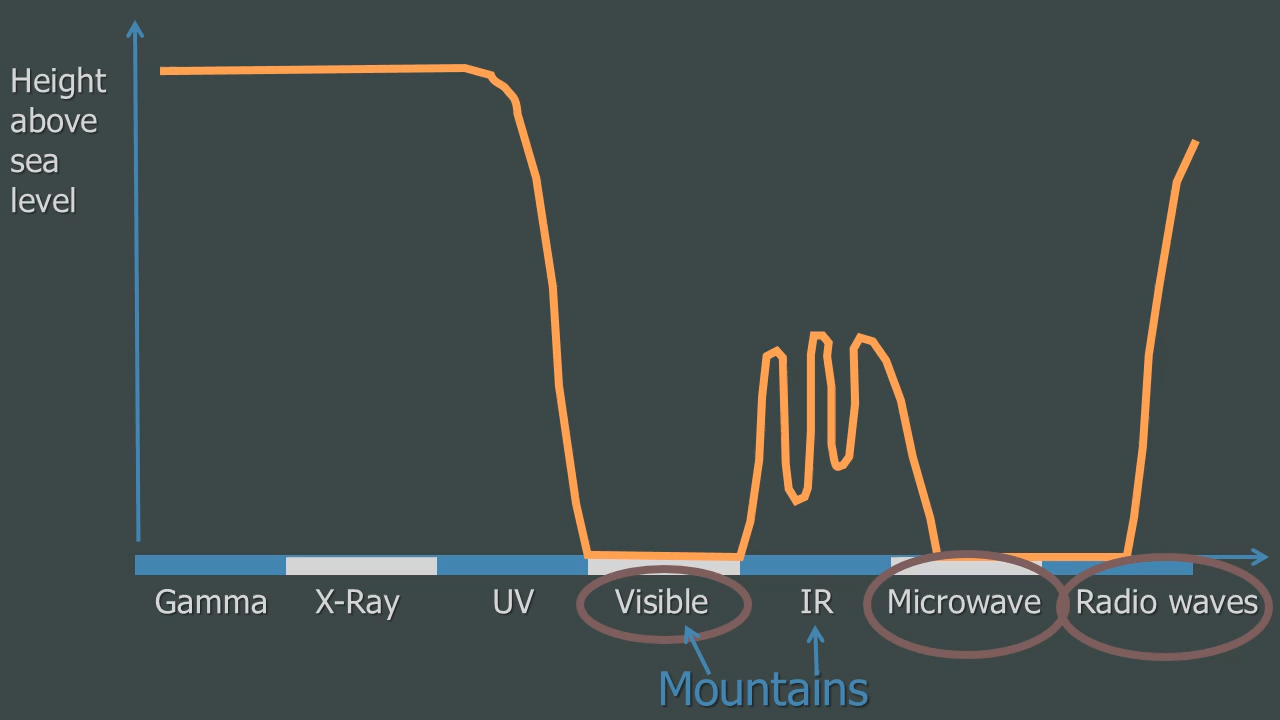 Height
above
sea
level
Gamma X-Ray UV Visible IR Microwave Radio waves
Mountains